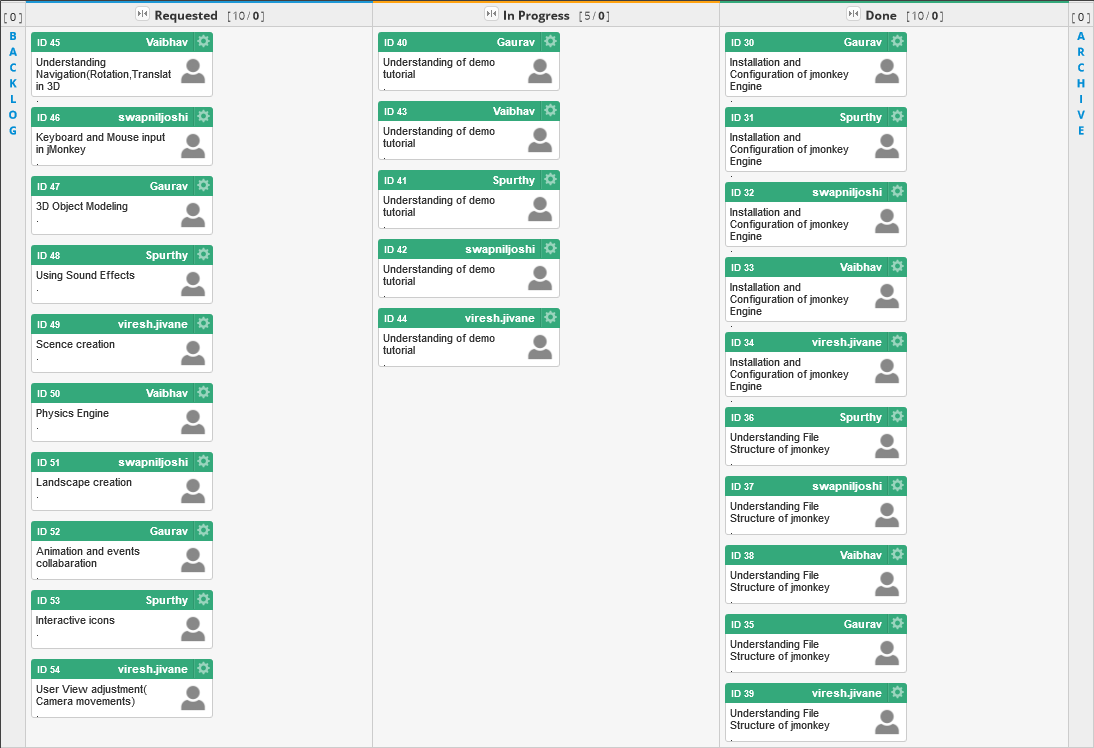 [ 0 ]
B
A
C
K
L
O
G
Requested [ 10 / 0 ]
ID 45 Vaibhav
Understanding
Navigation(Rotation,Translat
in 3D
.
ID 46 swapniljoshi
Keyboard and Mouse input
in jMonkey
.
ID 47 Gaurav
3D Object Modeling
.
ID 48 Spurthy
Using Sound Effects
.
ID 49 viresh.jivane
Scence creation
.
ID 50 Vaibhav
Physics Engine
.
ID 51 swapniljoshi
Landscape creation
.
ID 52 Gaurav
Animation and events
collabaration
.
ID 53 Spurthy
Interactive icons
.
ID 54 viresh.jivane
User View adjustment(
Camera movements)
.
In Progress [ 5 / 0 ]
ID 40 Gaurav
Understanding of demo
tutorial
.
ID 43 Vaibhav
Understanding of demo
tutorial
.
ID 41 Spurthy
Understanding of demo
tutorial
.
ID 42 swapniljoshi
Understanding of demo
tutorial
.
ID 44 viresh.jivane
Understanding of demo
tutorial
.
Done [ 10 / 0 ]
ID 30 Gaurav
Installation and
Configuration of jmonkey
Engine
.
ID 31 Spurthy
Installation and
Configuration of jmonkey
Engine
.
ID 32 swapniljoshi
Installation and
Configuration of jmonkey
Engine
.
ID 33 Vaibhav
Installation and
Configuration of jmonkey
Engine
.
ID 34 viresh.jivane
Installation and
Configuration of jmonkey
Engine
.
ID 36 Spurthy
Understanding File
Structure of jmonkey
.
ID 37 swapniljoshi
Understanding File
Structure of jmonkey
.
ID 38 Vaibhav
Understanding File
Structure of jmonkey
.
ID 35 Gaurav
Understanding File
Structure of jmonkey
.
ID 39 viresh.jivane
Understanding File
Structure of jmonkey
.
[ 0 ]
A
R
C
H
I
V
E